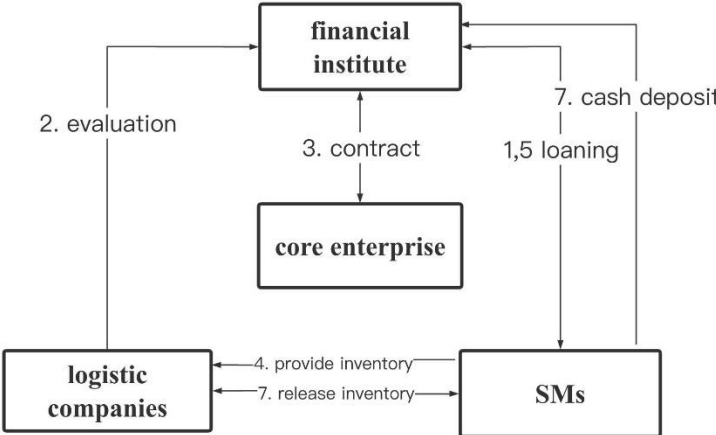 financial
institute
7. cash deposit
2. evaluation
3. contract
1,5 loaning
core enterprise
4. provide inventory
7. release inventory
logistic
companies
SMs